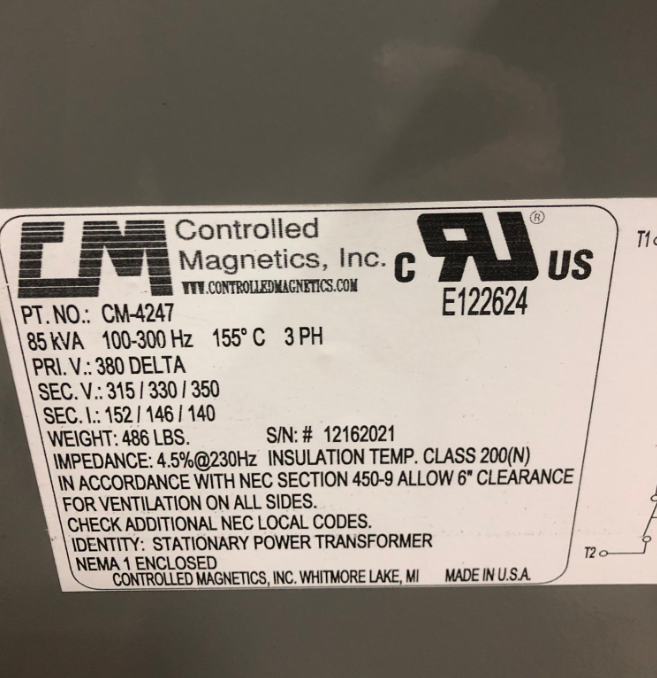 CM Controlled
Magnetics, Inc.
WWW.CONTROLLEDMAGNETICS.COM
C RU ® US
E122624
PT. NO.: CM-4247
85 kVA 100-300 Hz 155° C 3 PH
PRI. V.: 380 DELTA
SEC. V.: 315 / 330 / 350
SEC. I.: 152 / 146 / 140
WEIGHT: 486 LBS. S/N: # 12162021
IMPEDANCE: 4.5%@230Hz INSULATION TEMP. CLASS 200(N)
IN ACCORDANCE WITH NEC SECTION 450-9 ALLOW 6" CLEARANCE
FOR VENTILATION ON ALL SIDES.
CHECK ADDITIONAL NEC LOCAL CODES.
IDENTITY: STATIONARY POWER TRANSFORMER
NEMA 1 ENCLOSED
CONTROLLED MAGNETICS, INC. WHITMORE LAKE, MI MADE IN U.S.A.
T1
T2